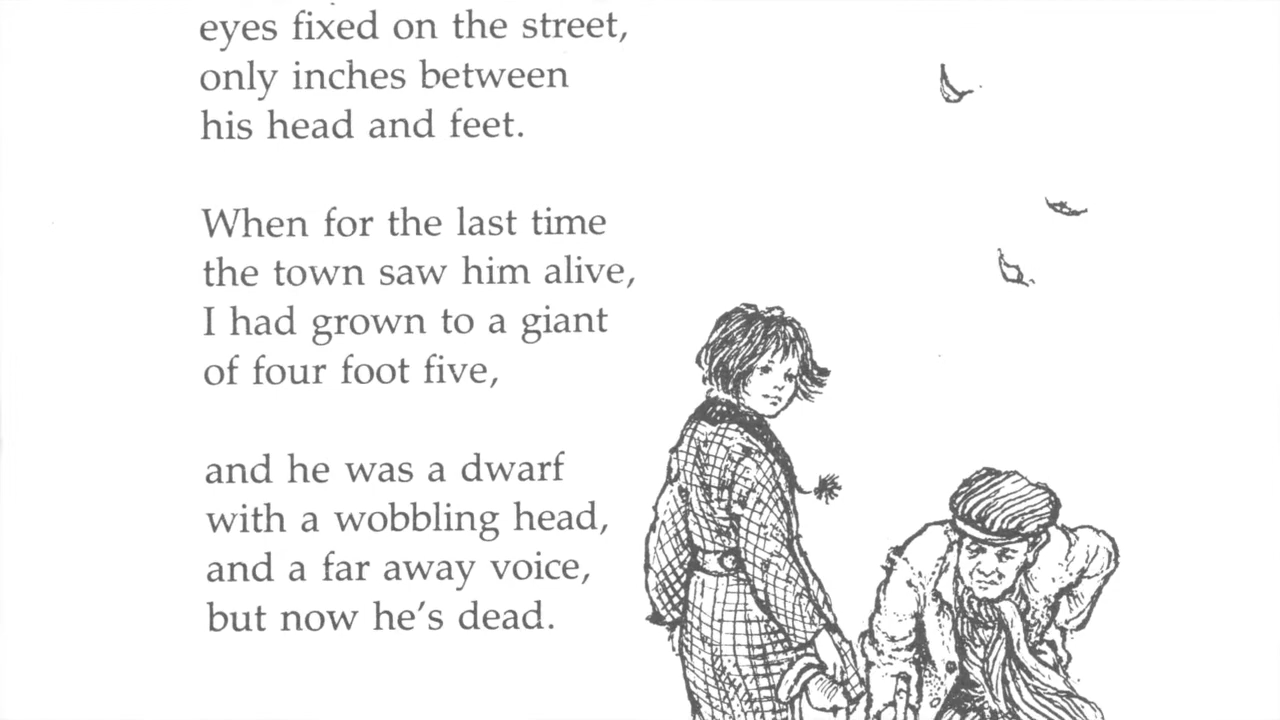 eyes fixed on the street,
only inches between
his head and feet.
When for the last time
the town saw him alive,
I had grown to a giant
of four foot five,
and he was a dwarf
with a wobbling head,
and a far away voice,
but now he's dead.